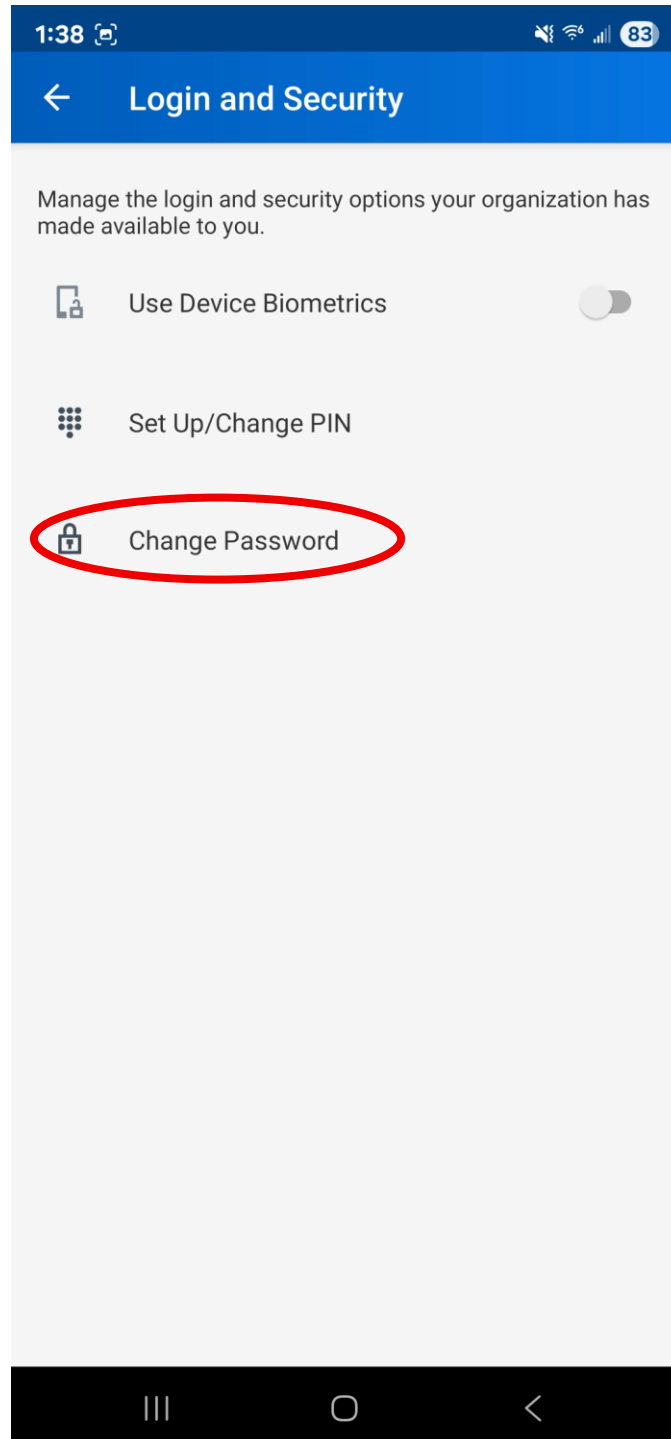 1:38 83
Login and Security
Manage the login and security options your organization has
made available to you.
Use Device Biometrics
Set Up/Change PIN
Change Password